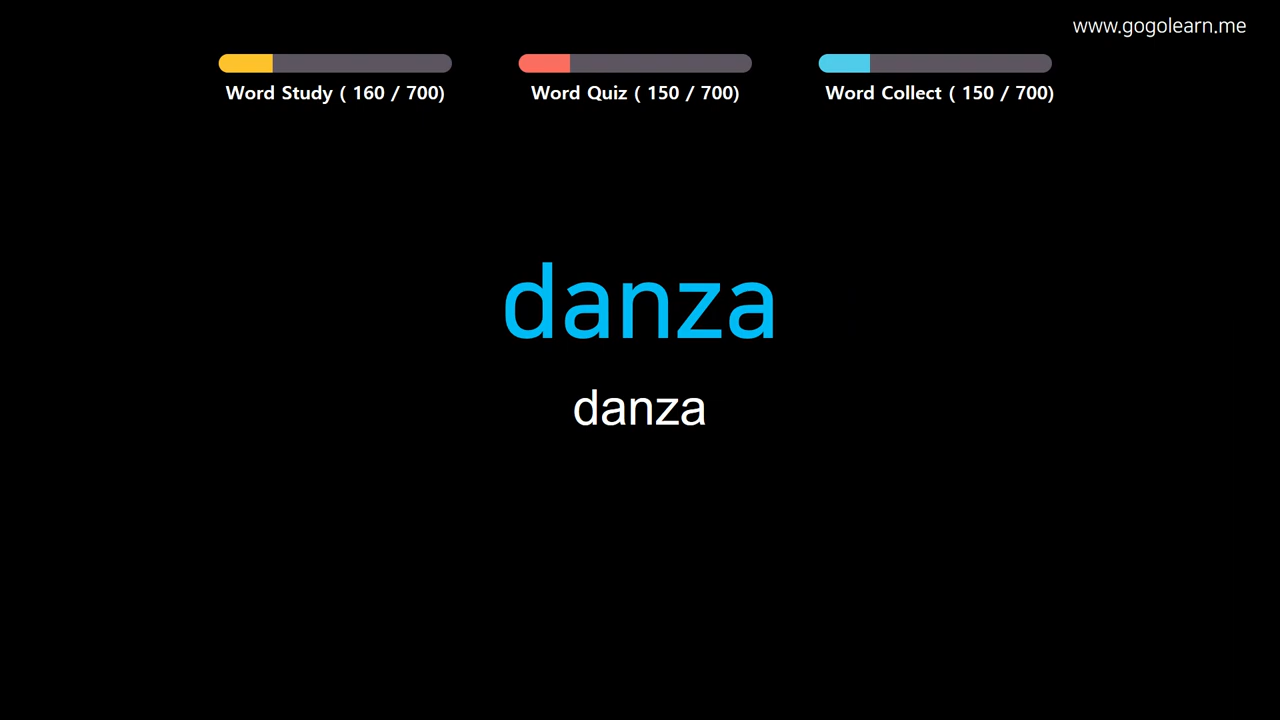 www.gogolearn.me
Word Study ( 160 / 700)
Word Quiz ( 150 / 700)
Word Collect ( 150 / 700)
danza
danza